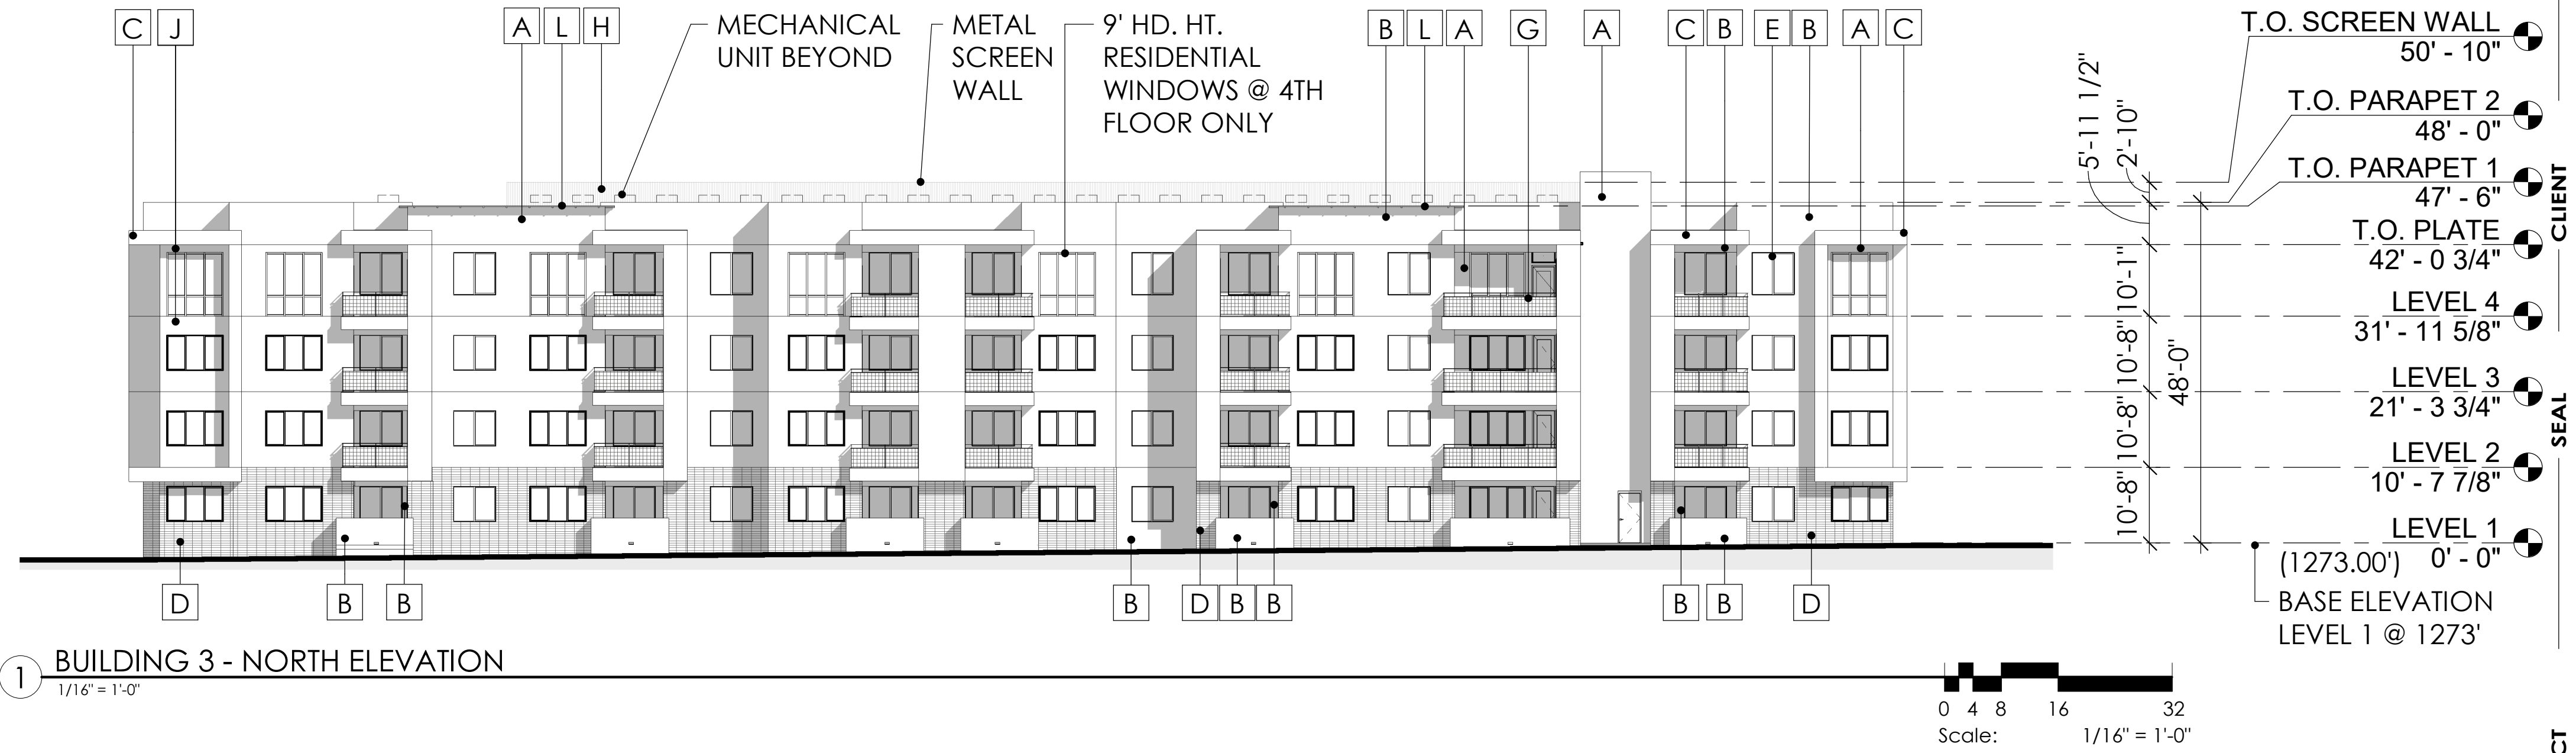 C J A L H B L A G A C B E B A C
MECHANICAL
UNIT BEYOND
METAL
SCREEN
WALL
9' HD. HT.
RESIDENTIAL
WINDOWS @ 4TH
FLOOR ONLY
T.O. SCREEN WALL
50' - 10"
T.O. PARAPET 2
48' - 0"
T.O. PARAPET 1
47' - 6"
T.O. PLATE
42' - 0 3/4"
LEVEL 4
31' - 11 5/8"
LEVEL 3
21' - 3 3/4"
LEVEL 2
10' - 7 7/8"
LEVEL 1
0' - 0"
(1273.00')
BASE ELEVATION
LEVEL 1 @ 1273'
5'-11 1/2"
2'-10"
10'-1"
10'-8"
10'-8"
10'-8"
48'-0"
CLIENT
SEAL
CT
D B B B D B B B B D
1 BUILDING 3 - NORTH ELEVATION
1/16" = 1'-0"
0 4 8 16 32
Scale: 1/16" = 1'-0"